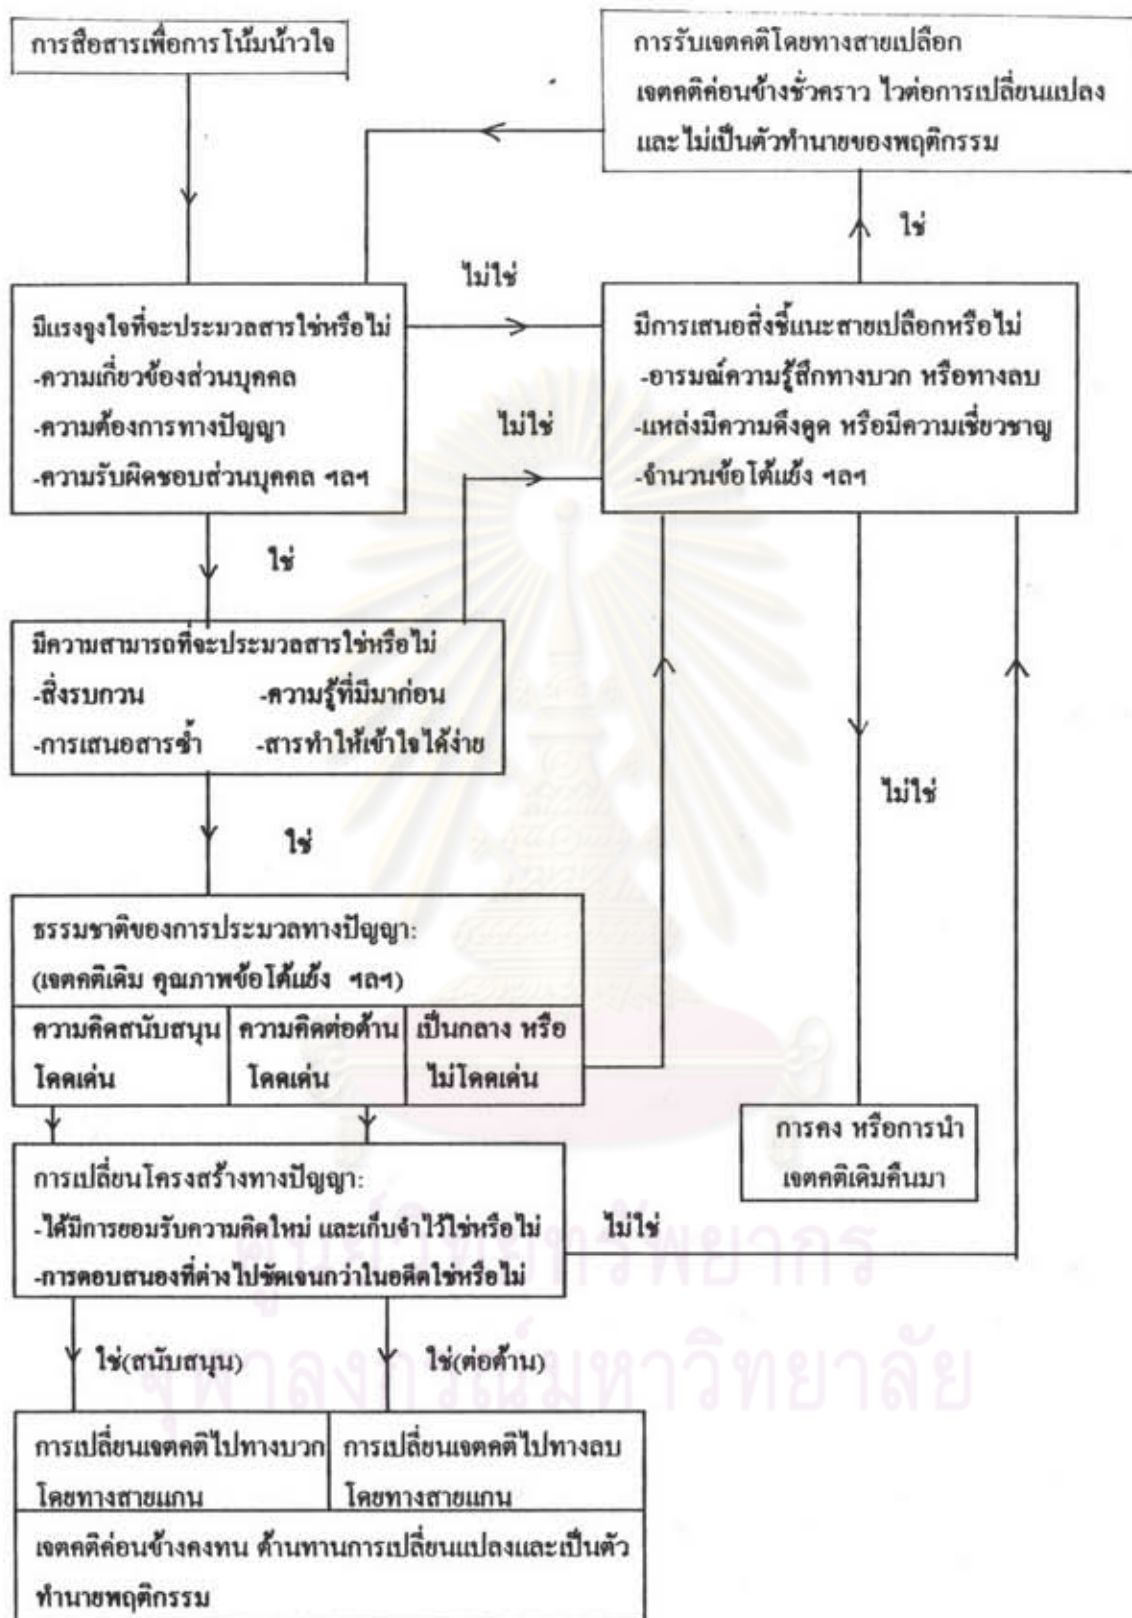 การสื่อสารเพื่อการโน้มน้าวใจ
การรับเจตคติโดยทางสายเปลือก
เจตคติค่อนข้างชั่วคราว ไวต่อการเปลี่ยนแปลง
และไม่เป็นตัวทำนายของพฤติกรรม
ใช่
ไม่ใช่
มีแรงจูงใจที่จะประมวลสารใช่หรือไม่
-ความเกี่ยวข้องส่วนบุคคล
-ความต้องการทางปัญญา
-ความรับผิดชอบส่วนบุคคล ฯลฯ
มีการเสนอสิ่งชี้แนะสายเปลือกหรือไม่
-อารมณ์ความรู้สึกทางบวก หรือทางลบ
-แหล่งมีความดึงดูด หรือมีความเชี่ยวชาญ
-จำนวนข้อโต้แย้ง ฯลฯ
ไม่ใช่
ใช่
มีความสามารถที่จะประมวลสารใช่หรือไม่
-สิ่งรบกวน -ความรู้ที่มีมาก่อน
-การเสนอสารซ้ำ -สารทำให้เข้าใจได้ง่าย
ไม่ใช่
ใช่
ธรรมชาติของการประมวลทางปัญญา:
(เจตคติเดิม คุณภาพข้อโต้แย้ง ฯลฯ)
ความคิดสนับสนุน
โดดเด่น
ความคิดต่อต้าน
โดดเด่น
เป็นกลาง หรือ
ไม่โดดเด่น
การคง หรือการนำ
เจตคติเดิมคืนมา
การเปลี่ยนโครงสร้างทางปัญญา:
-ได้มีการยอมรับความคิดใหม่ และเก็บจำไว้ใช่หรือไม่
-การตอบสนองที่ต่างไปชัดเจนกว่าในอดีตใช่หรือไม่
ไม่ใช่
ใช่(สนับสนุน)
ใช่(ต่อต้าน)
การเปลี่ยนเจตคติไปทางบวก
โดยทางสายแกน
การเปลี่ยนเจตคติไปทางลบ
โดยทางสายแกน
เจตคติค่อนข้างคงทน ต้านทานการเปลี่ยนแปลงและเป็นตัว
ทำนายพฤติกรรม
ศูนย์วิทยทรัพยากร
จุฬาลงกรณ์มหาวิทยาลัย